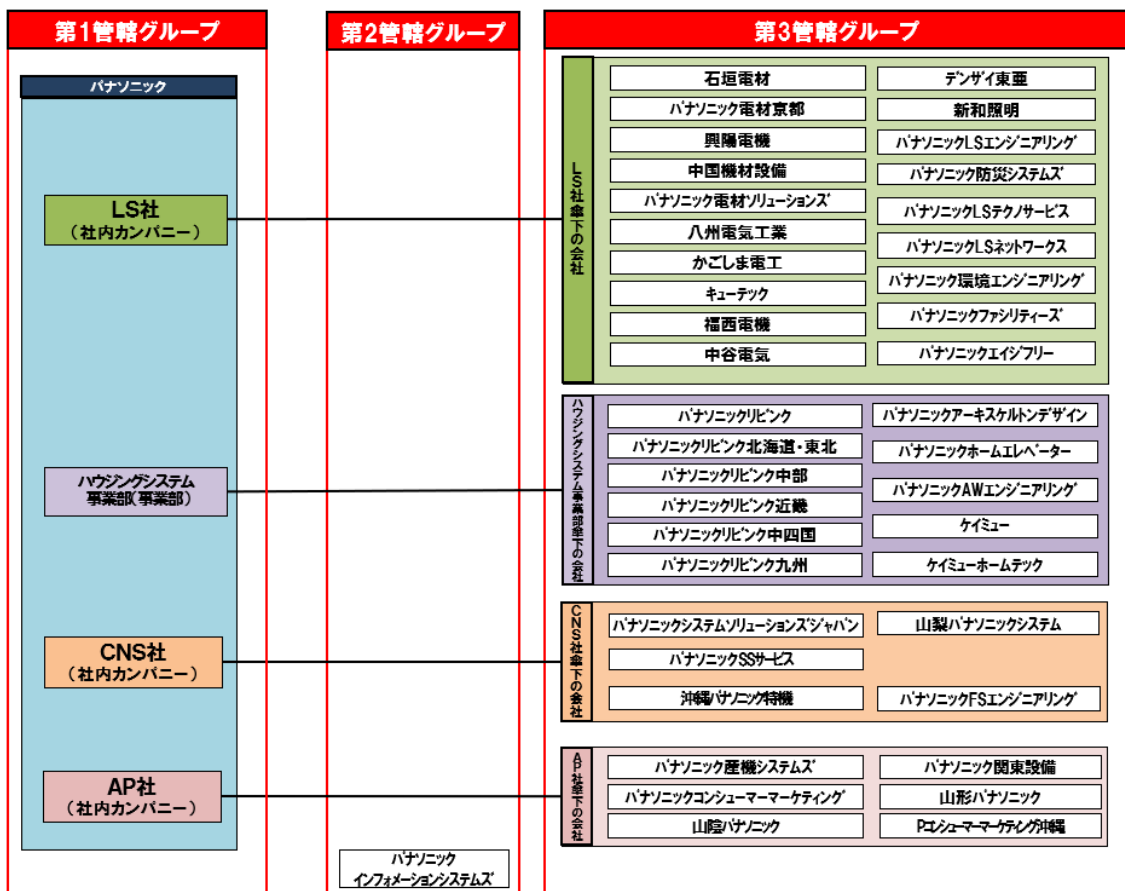 第1管轄グループ
第2管轄グループ
第3管轄グループ
パナソニック
LS社
(社内カンパニー)
ハウジングシステム
事業部(事業部)
CNS社
(社内カンパニー)
AP社
(社内カンパニー)
パナソニック
インフォメーションシステムズ
LS社傘下の会社
石垣電材
パナソニック電材京都
興陽電機
中国機材設備
パナソニック電材ソリューションズ
八州電気工業
かごしま電工
キューテック
福西電機
中谷電気
デンザイ東亜
新和照明
パナソニックLSエンジニアリング
パナソニック防災システムズ
パナソニックLSテクノサービス
パナソニックLSネットワークス
パナソニック環境エンジニアリング
パナソニックファシリティーズ
パナソニックエイジフリー
ハウジングシステム事業部傘下の会社
パナソニックリビング
パナソニックリビング北海道・東北
パナソニックリビング中部
パナソニックリビング近畿
パナソニックリビング中四国
パナソニックリビング九州
パナソニックアーキスケルトンデザイン
パナソニックホームエレベーター
パナソニックAWエンジニアリング
ケイミュー
ケイミューホームテック
CNS社傘下の会社
パナソニックシステムソリューションズジャパン
パナソニックSSサービス
沖縄パナソニック特機
山梨パナソニックシステム
パナソニックFSエンジニアリング
AP社傘下の会社
パナソニック産機システムズ
パナソニックコンシューマーマーケティング
山陰パナソニック
パナソニック関東設備
山形パナソニック
Pコンシューマーマーケティング沖縄